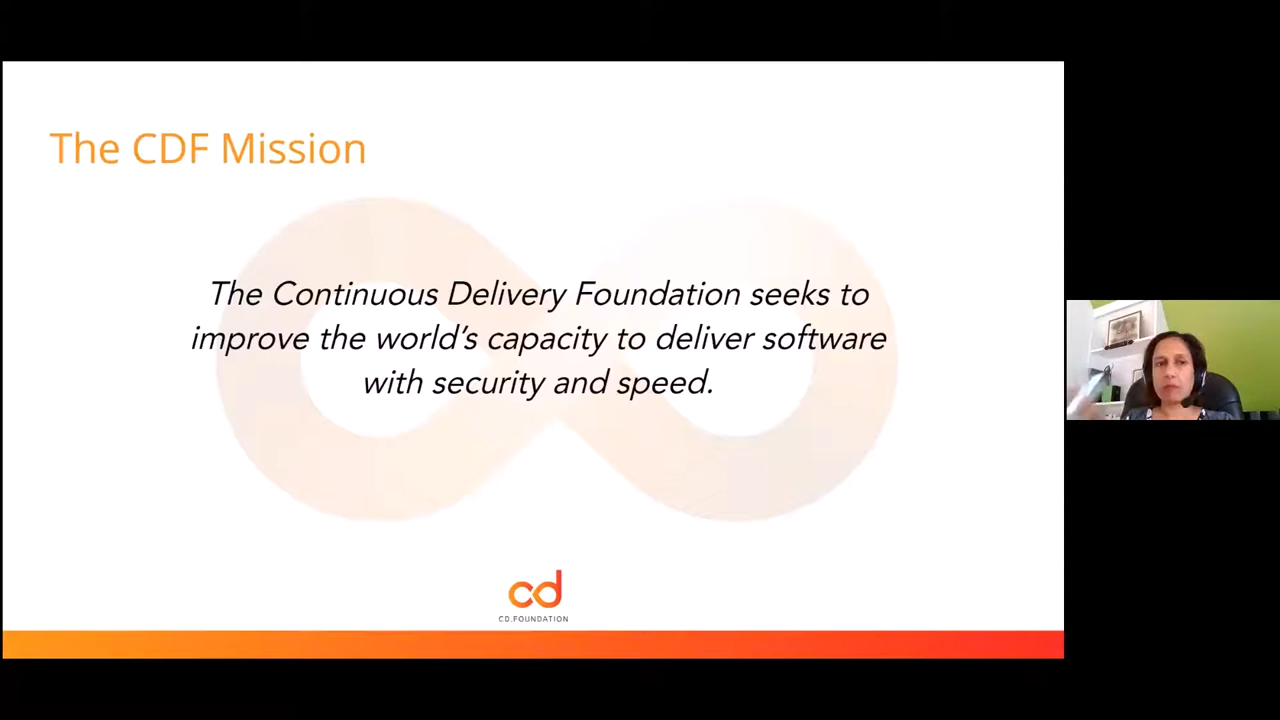 The CDF Mission
The Continuous Delivery Foundation seeks to
improve the world's capacity to deliver software
with security and speed.
cd
CD.FOUNDATION